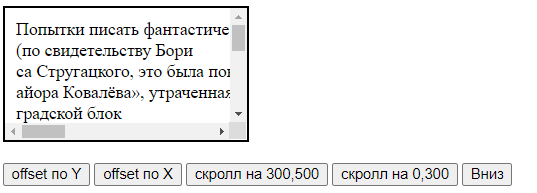 Попытки писать фантастиче
(по свидетельству Бори
са Стругацкого, это была
айора Ковалёва», утраченная
градской блок
offset по Y offset по X скролл на 300,500 скролл на 0,300 Вниз